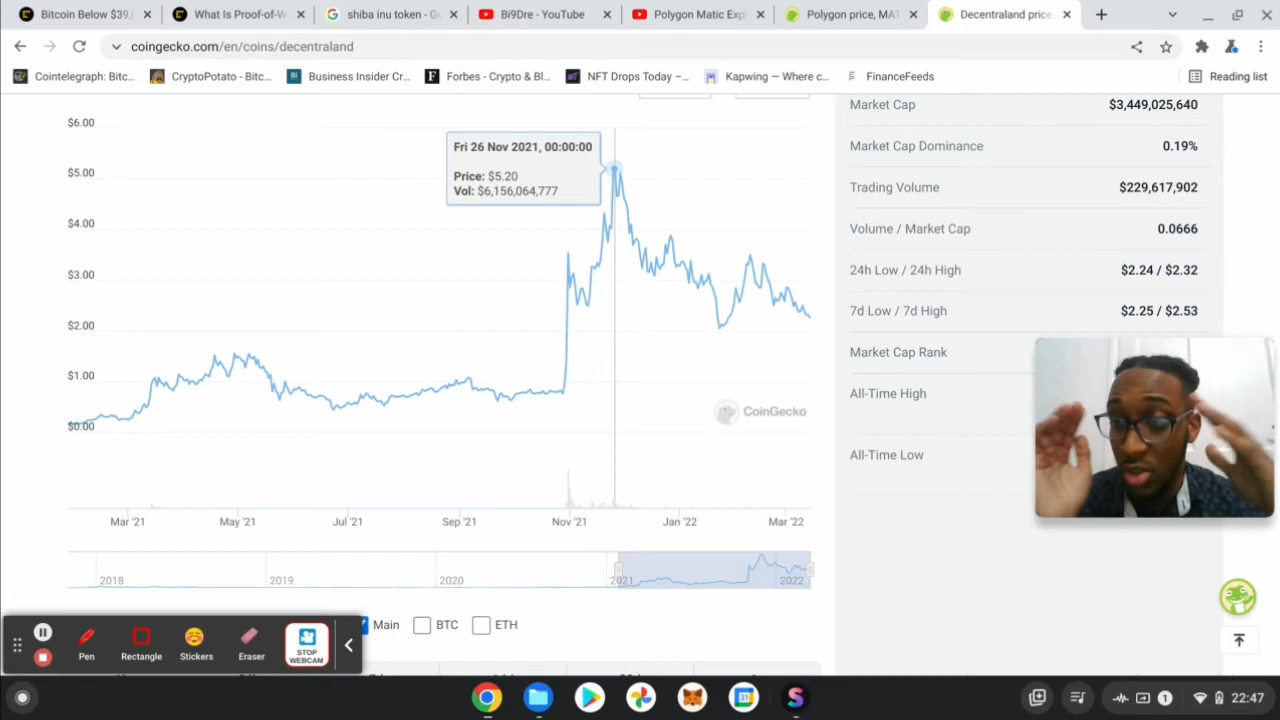 Bitcoin Below $39,
What Is Proof-of-W
shiba inu token - Go
Bi9Dre - YouTube
Polygon Matic Expl
Polygon price, MAT
Decentraland price,
coingecko.com/en/coins/decentraland
Cointelegraph: Bitc...
CryptoPotato - Bitc...
Business Insider Cr...
Forbes - Crypto & Bl...
NFT Drops Today –...
Kapwing — Where c...
FinanceFeeds
Reading list
$6.00
$5.00
$4.00
$3.00
$2.00
$1.00
$0.00
Fri 26 Nov 2021, 00:00:00
Price: $5.20
Vol: $6,156,064,777
CoinGecko
Mar '21
May '21
Jul '21
Sep '21
Nov '21
Jan '22
Mar '22
2018
2019
2020
2021
2022
Main
BTC
ETH
Market Cap
$3,449,025,640
Market Cap Dominance
0.19%
Trading Volume
$229,617,902
Volume / Market Cap
0.0666
24h Low / 24h High
$2.24 / $2.32
7d Low / 7d High
$2.25 / $2.53
Market Cap Rank
All-Time High
All-Time Low
Pen
Rectangle
Stickers
Eraser
STOP
WEBCAM
31
1
22:47